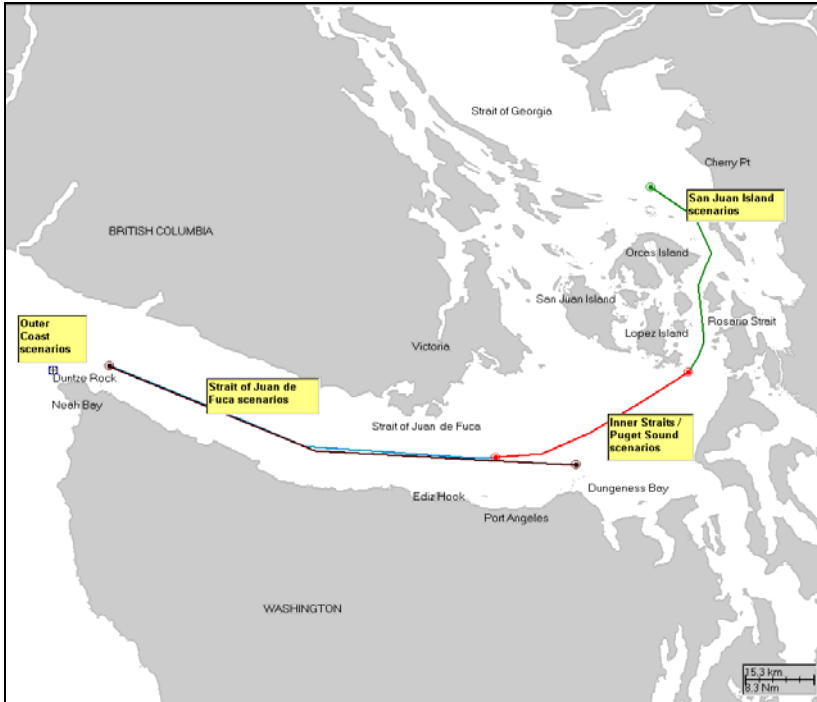 Strait of Georgia
Cherry Pt
San Juan Island
scenarios
BRITISH COLUMBIA
Orcas Island
San Juan Island
Outer
Coast
scenarios
Lopez Island
Rosario Strait
Victoria
Duntze Rock
Strait of Juan de
Fuca scenarios
Neah Bay
Strait of Juan de Fuca
Inner Straits /
Puget Sound
scenarios
Dungeness Bay
Ediz Hook
Port Angeles
WASHINGTON
15.3 km
8.3 Nm